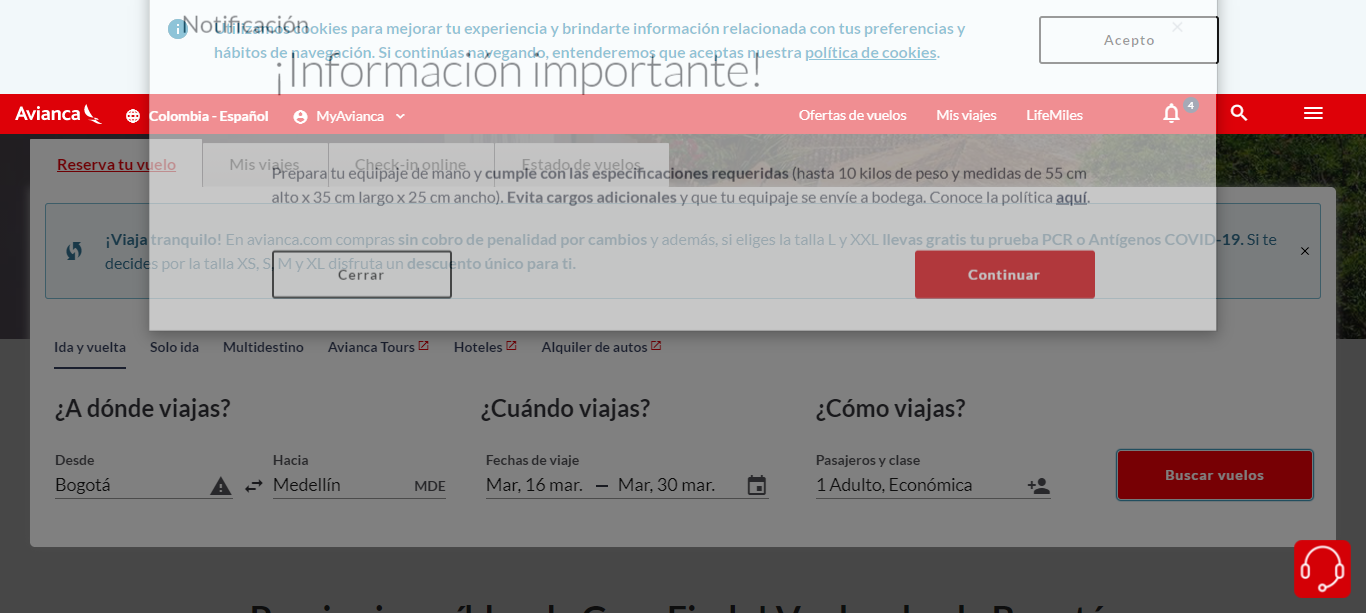 Notificación
Utilizamos cookies para mejorar tu experiencia y brindarte información relacionada con tus preferencias y
hábitos de navegación. Si continúas navegando, entenderemos que aceptas nuestra política de cookies.
Acepto
¡Información importante!
Avianca
Colombia - Español
MyAvianca
Ofertas de vuelos
Mis viajes
LifeMiles
4
Reserva tu vuelo
Mis viajes
Check-in online
Estado de vuelos
Prepara tu equipaje de mano y cumple con las especificaciones requeridas (hasta 10 kilos de peso y medidas de 55 cm
alto x 35 cm largo x 25 cm ancho). Evita cargos adicionales y que tu equipaje se envíe a bodega. Conoce la política aquí.
¡Viaja tranquilo! En avianca.com compras sin cobro de penalidad por cambios y además, si eliges la talla L y XXL llevas gratis tu prueba PCR o Antígenos COVID-19. Si te
decides por la talla XS, S, M y XL disfruta un descuento único para ti.
Cerrar
Continuar
Ida y vuelta
Solo ida
Multidestino
Avianca Tours
Hoteles
Alquiler de autos
¿A dónde viajas?
¿Cuándo viajas?
¿Cómo viajas?
Desde
Hacia
Fechas de viaje
Pasajeros y clase
Bogotá
Medellín
MDE
Mar, 16 mar. — Mar, 30 mar.
1 Adulto, Económica
Buscar vuelos